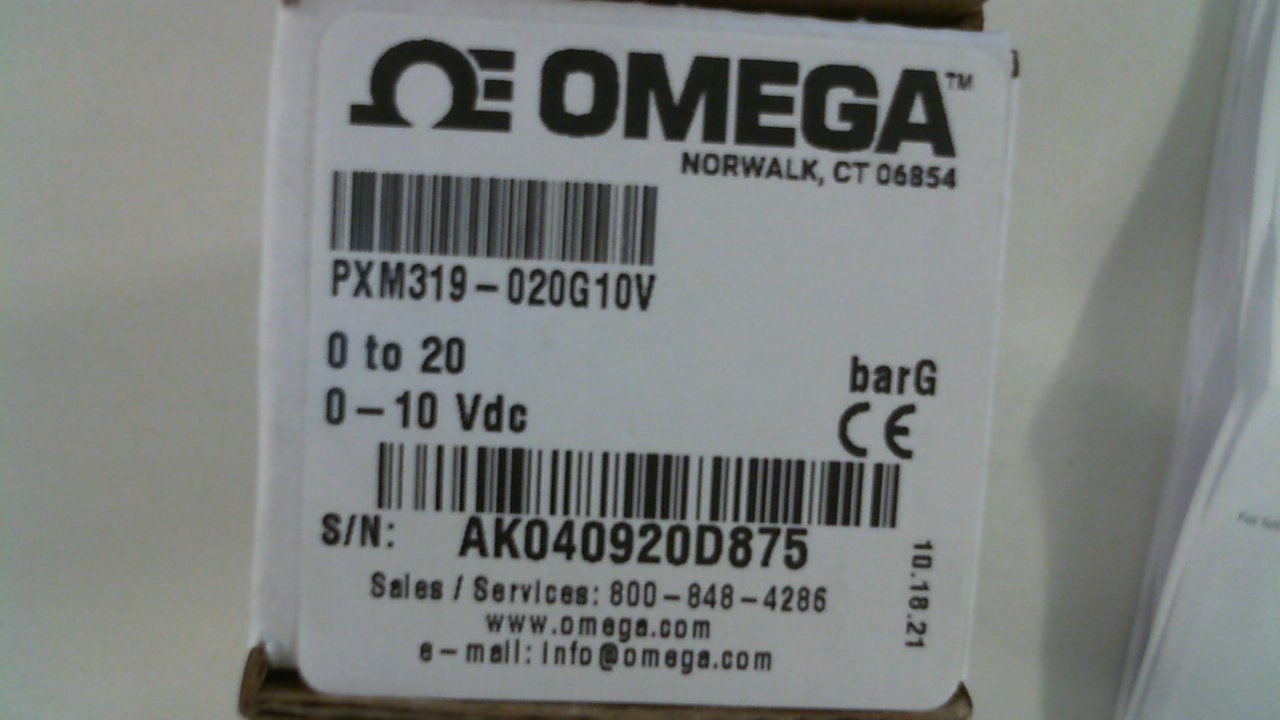 OMEGA™
NORWALK, CT 06854
PXM319-020G10V
0 to 20
barG
0-10 Vdc
CE
S/N: AK040920D875
10.18.21
Sales / Services: 800-848-4286
www.omega.com
e-mail: info@omega.com